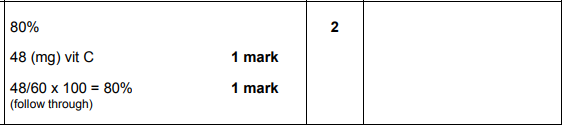 80% 2
48 (mg) vit C 1 mark
48/60 x 100 = 80% 1 mark
(follow through)